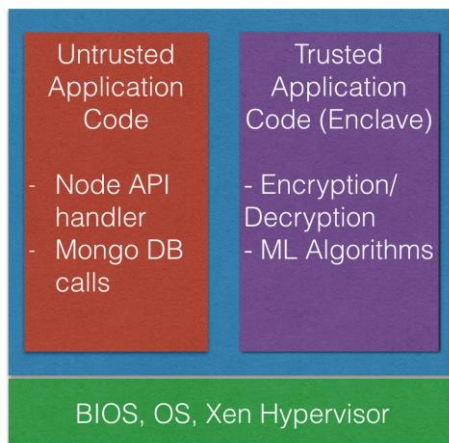 Untrusted
Application
Code
- Node API
handler
- Mongo DB
calls
Trusted
Application
Code (Enclave)
- Encryption/
Decryption
- ML Algorithms
BIOS, OS, Xen Hypervisor